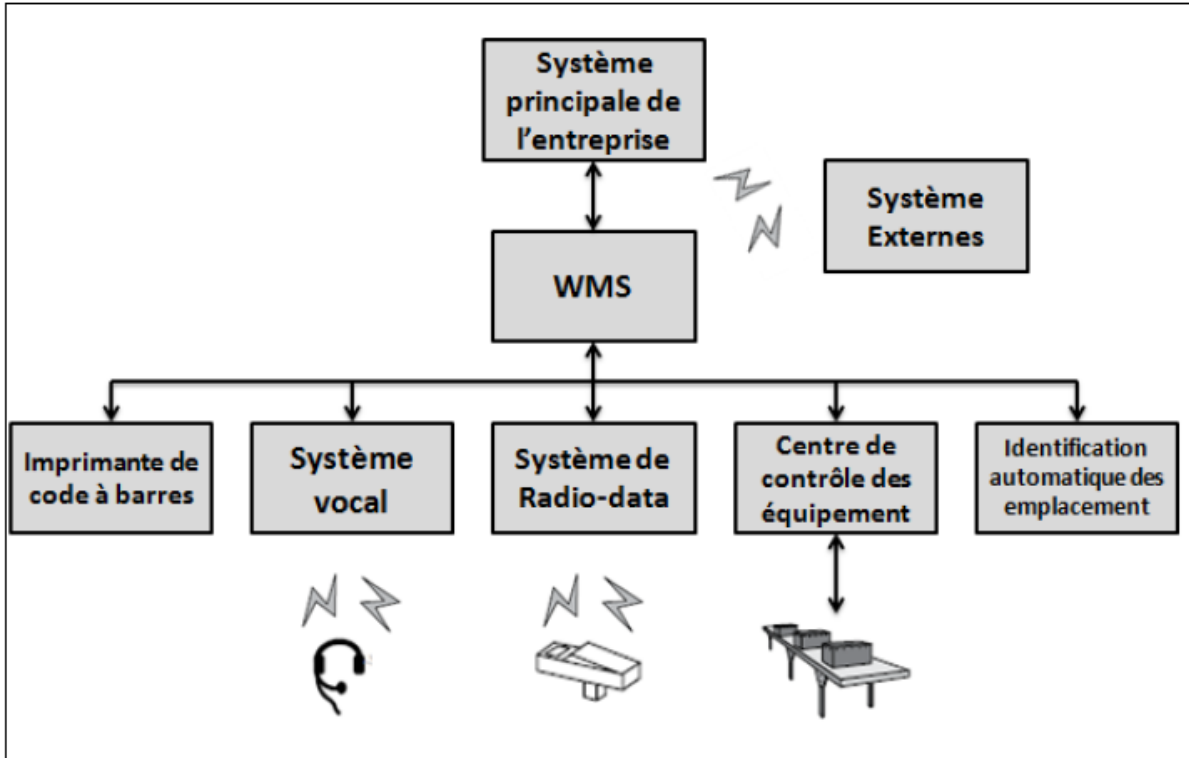 Système
principale de
l'entreprise
Système
Externes
WMS
Imprimante de
code à barres
Système
vocal
Système de
Radio-data
Centre de
contrôle des
équipement
Identification
automatique des
emplacement